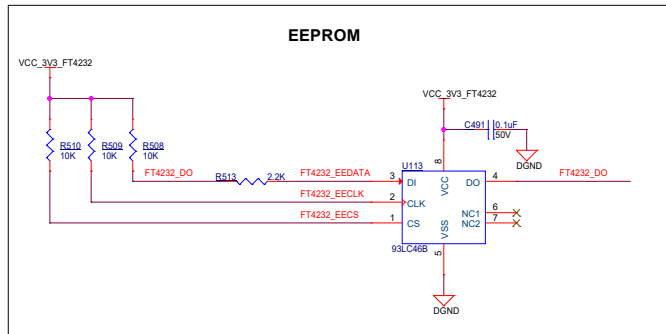 EEPROM
VCC_3V3_FT4232
VCC_3V3_FT4232
C491 0.1uF
50V
DGND
R510 R509 R508
10K 10K 10K
U113
8
VCC
FT4232_DO R513 2.2K FT4232_EEDATA 3 DI DO 4 FT4232_DO
FT4232_EECLK 2 CLK NC1 6
FT4232_EECS 1 CS NC2 7
VSS
93LC46B
5
DGND